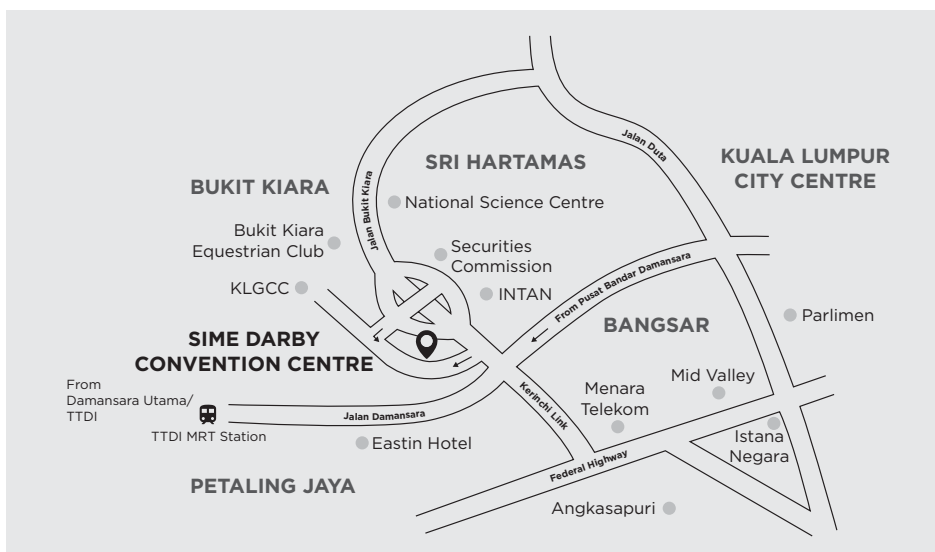 Jalan Duta
SRI HARTAMAS
KUALA LUMPUR
CITY CENTRE
BUKIT KIARA
Jalan Bukit Kiara
National Science Centre
Bukit Kiara
Equestrian Club
Securities
Commission
KLGCC
INTAN
From Pusat Bandar Damansara
BANGSAR
Parlimen
SIME DARBY
CONVENTION CENTRE
Mid Valley
Menara
Telekom
Kerinchi Link
From
Damansara Utama/
TTDI
TTDI MRT Station
Jalan Damansara
Eastin Hotel
Istana
Negara
Federal Highway
PETALING JAYA
Angkasapuri